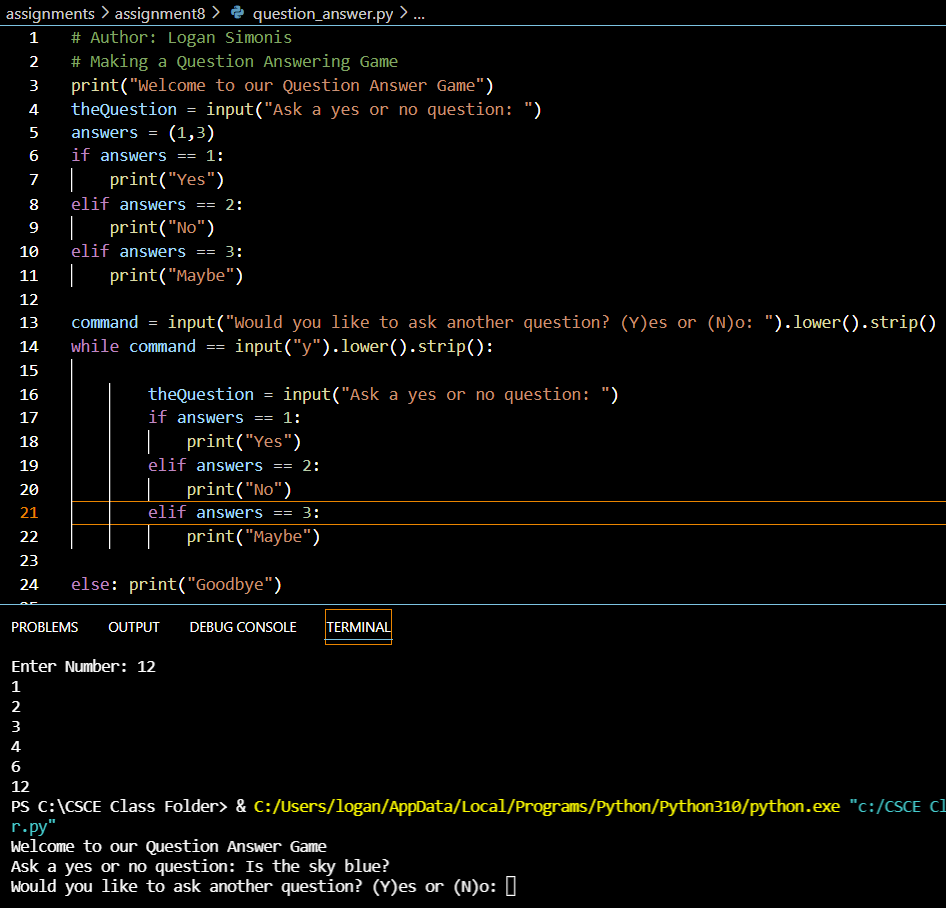 assignments > assignment8 > question_answer.py > ...
1 # Author: Logan Simonis
2 # Making a Question Answering Game
3 print("Welcome to our Question Answer Game")
4 theQuestion = input("Ask a yes or no question: ")
5 answers = (1,3)
6 if answers == 1:
7     print("Yes")
8 elif answers == 2:
9     print("No")
10 elif answers == 3:
11     print("Maybe")
12
13 command = input("Would you like to ask another question? (Y)es or (N)o: ").lower().strip()
14 while command == input("y").lower().strip():
15
16         theQuestion = input("Ask a yes or no question: ")
17         if answers == 1:
18             print("Yes")
19         elif answers == 2:
20             print("No")
21         elif answers == 3:
22             print("Maybe")
23
24 else: print("Goodbye")
PROBLEMS OUTPUT DEBUG CONSOLE TERMINAL
Enter Number: 12
1
2
3
4
6
12
PS C:\CSCE Class Folder> & C:/Users/logan/AppData/Local/Programs/Python/Python310/python.exe "c:/CSCE Cl
r.py"
Welcome to our Question Answer Game
Ask a yes or no question: Is the sky blue?
Would you like to ask another question? (Y)es or (N)o: